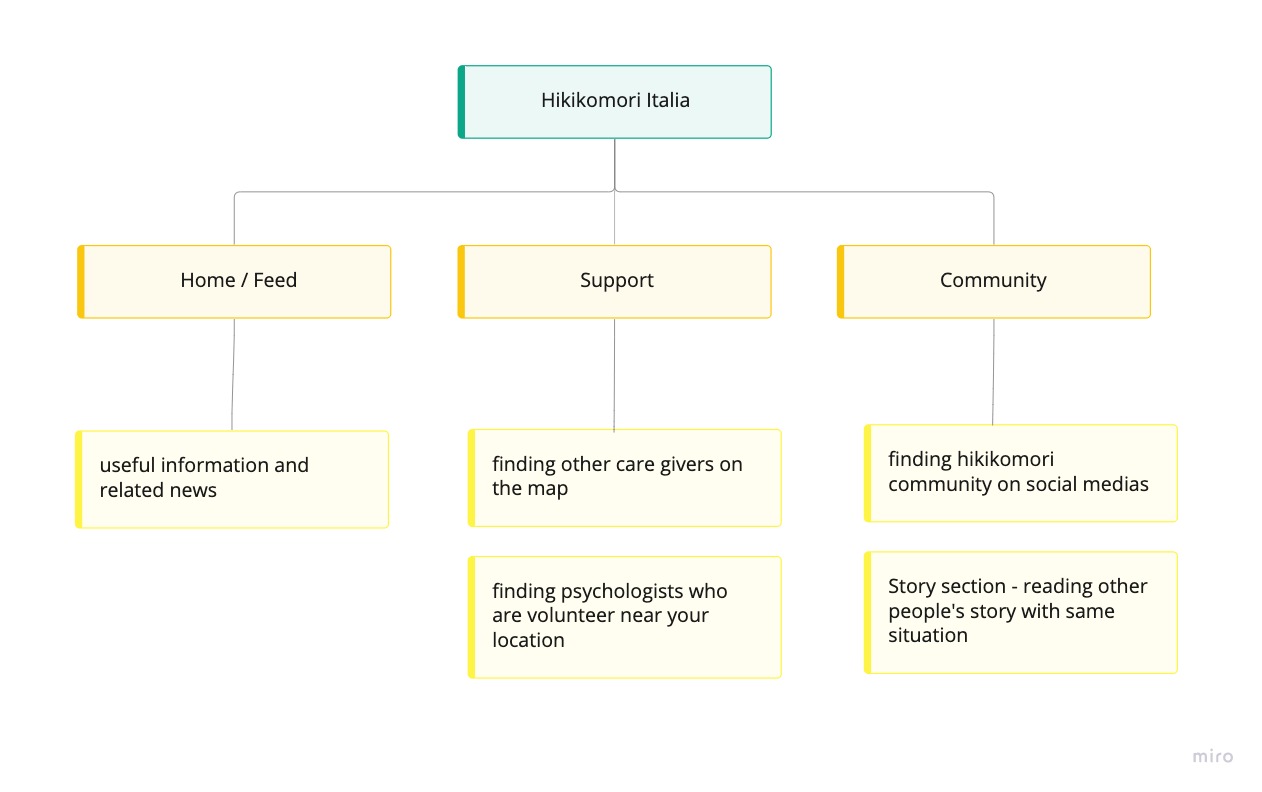 Hikikomori Italia
Home / Feed
Support
Community
useful information and
related news
finding other care givers on
the map
finding psychologists who
are volunteer near your
location
finding hikikomori
community on social medias
Story section - reading other
people's story with same
situation
miro